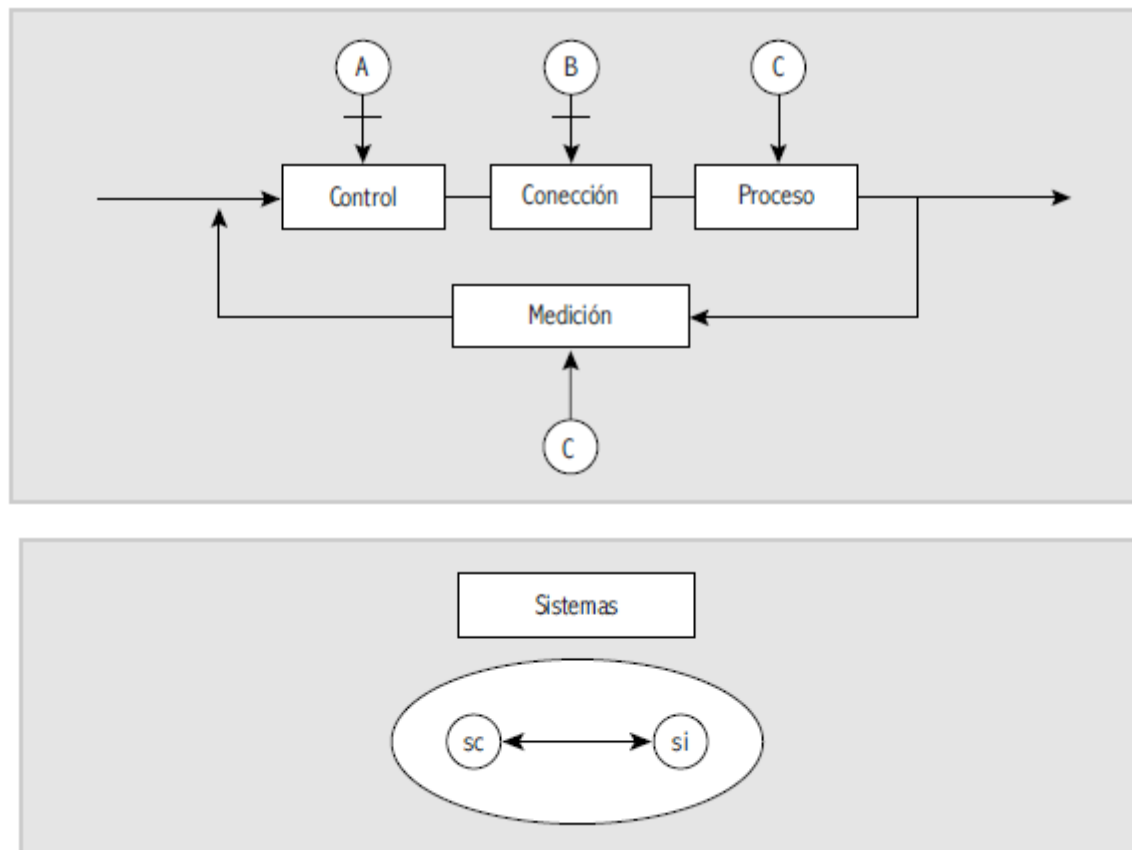 A
B
C
Control
Conección
Proceso
Medición
C
Sistemas
sc
si